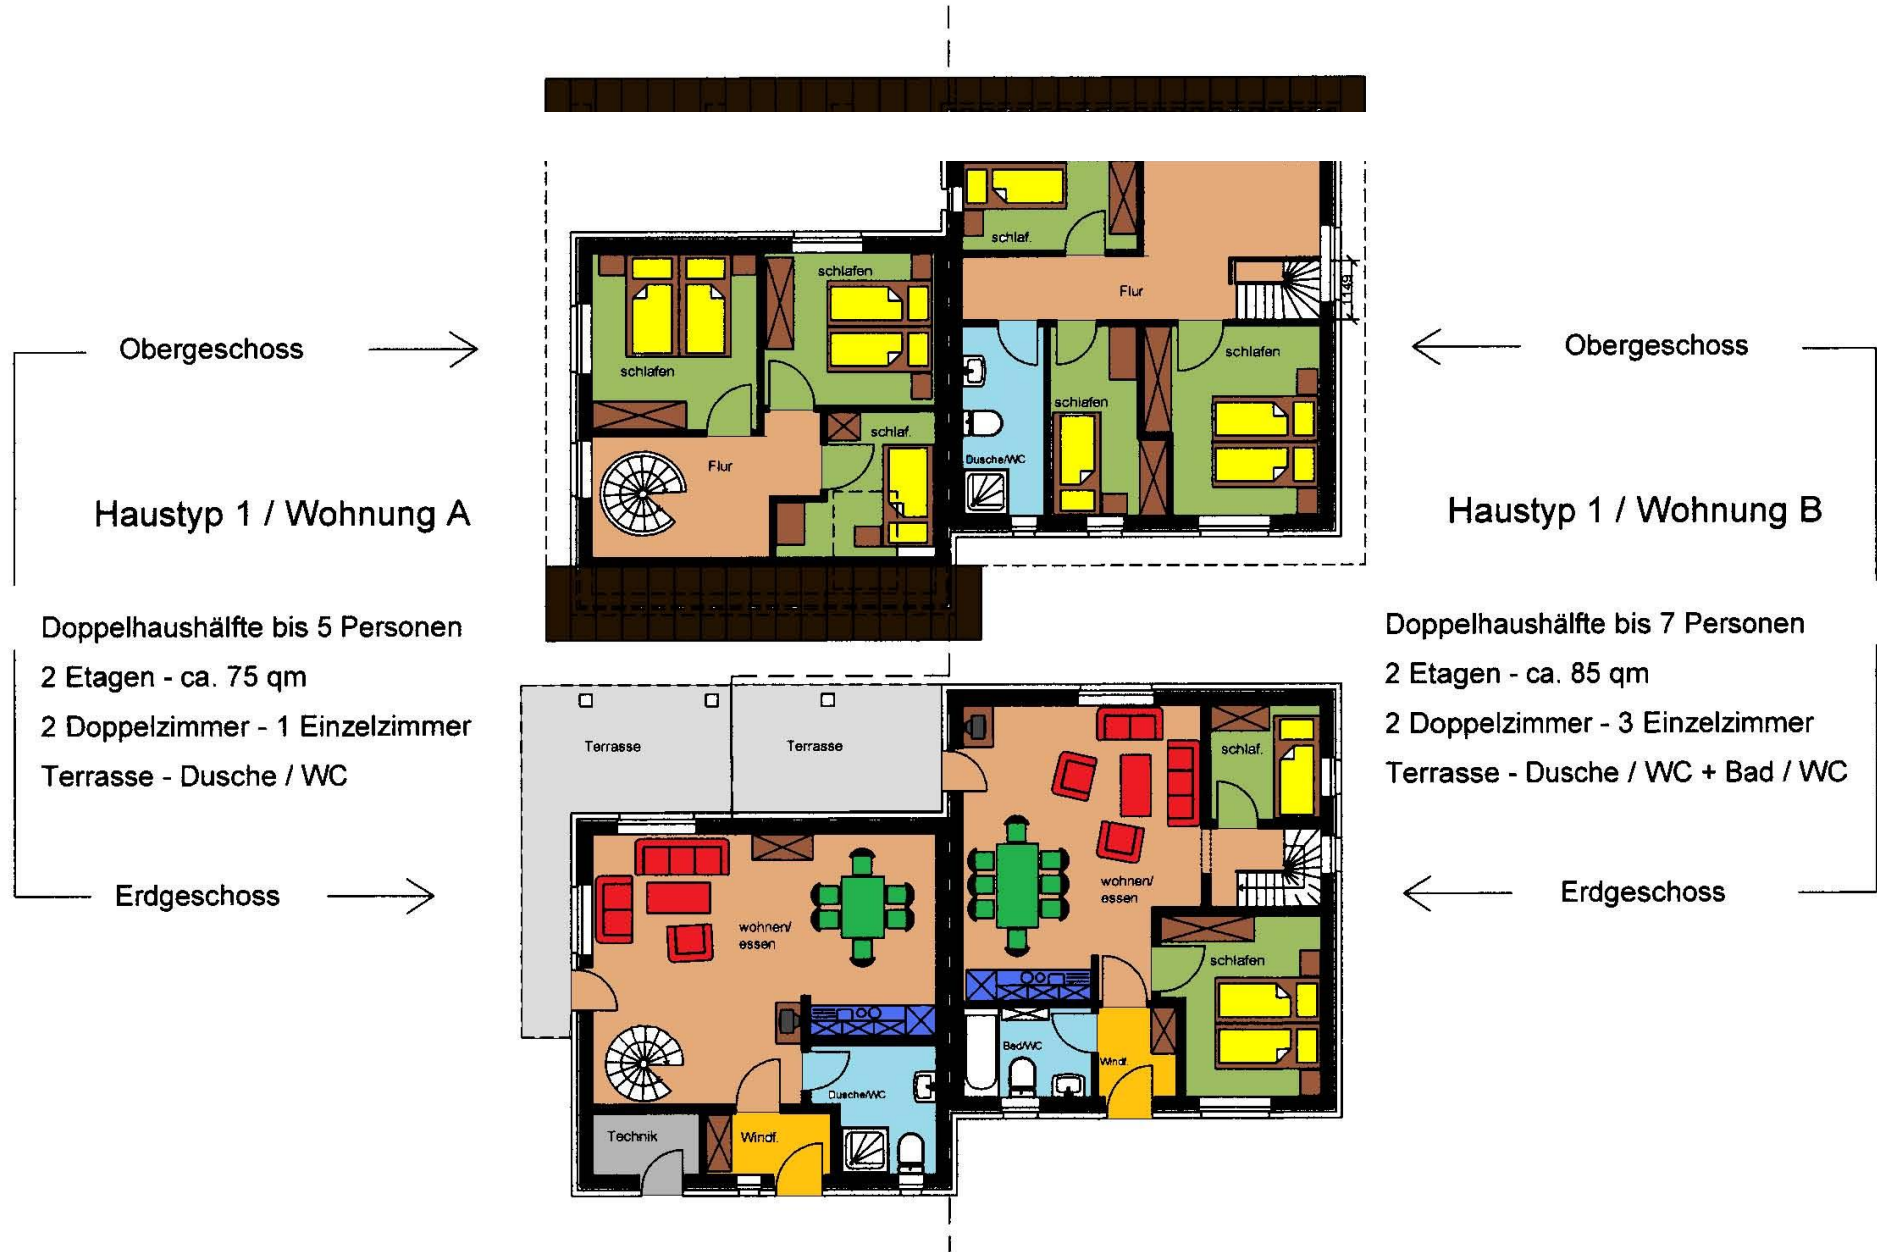 Obergeschoss
Haustyp 1 / Wohnung A
Doppelhaushälfte bis 5 Personen
2 Etagen - ca. 75 qm
2 Doppelzimmer - 1 Einzelzimmer
Terrasse - Dusche / WC
Erdgeschoss
schlafen
schlafen
schlaf.
Flur
schlaf.
Flur
1149
schlafen
schlafen
Dusche/WC
Terrasse
Terrasse
wohnen/
essen
Dusche/WC
Technik
Windf.
schlaf.
wohnen/
essen
schlafen
Bad/WC
Windf.
Obergeschoss
Haustyp 1 / Wohnung B
Doppelhaushälfte bis 7 Personen
2 Etagen - ca. 85 qm
2 Doppelzimmer - 3 Einzelzimmer
Terrasse - Dusche / WC + Bad / WC
Erdgeschoss